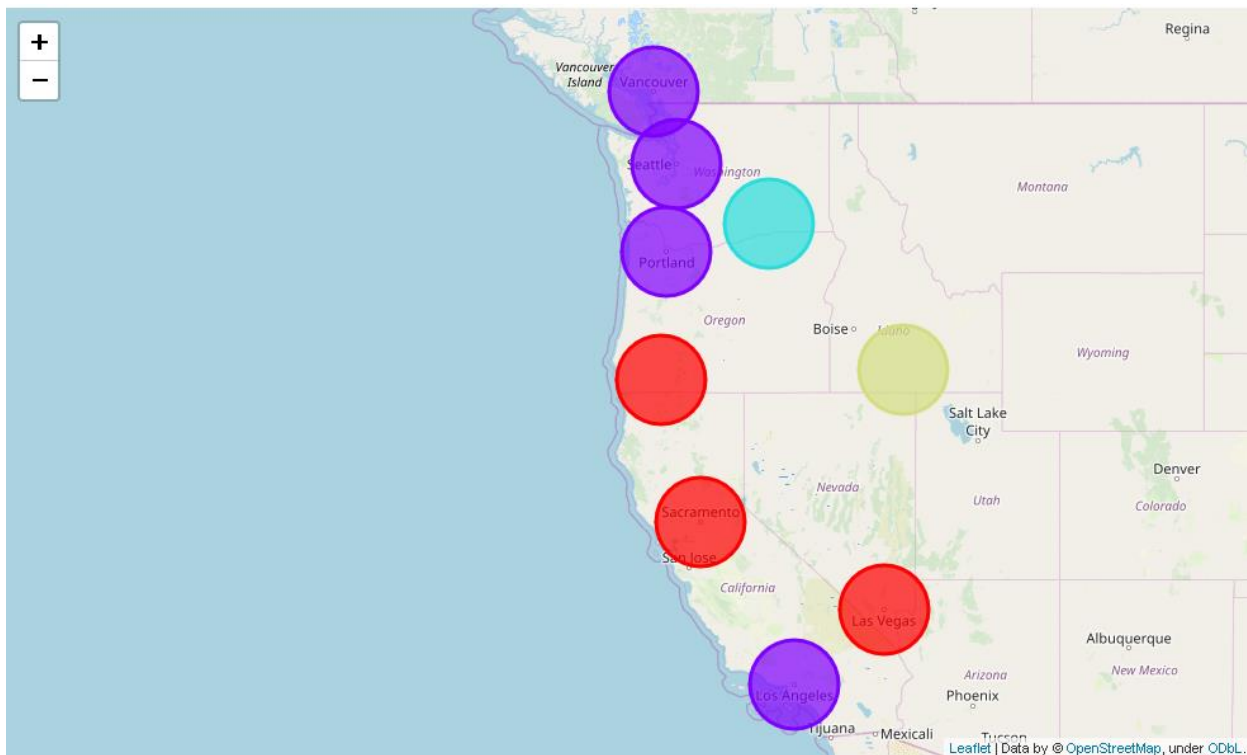 +
−
Regina
Vancouver
Island
Vancouver
Seattle
Washington
Montana
Portland
Oregon
Boise
Idaho
Wyoming
Salt Lake
City
Denver
Sacramento
Nevada
Utah
Colorado
San Jose
California
Las Vegas
Albuquerque
Los Angeles
Arizona
New Mexico
Phoenix
Tijuana
Mexicali
Tucson
Leaflet | Data by © OpenStreetMap, under ODbL.